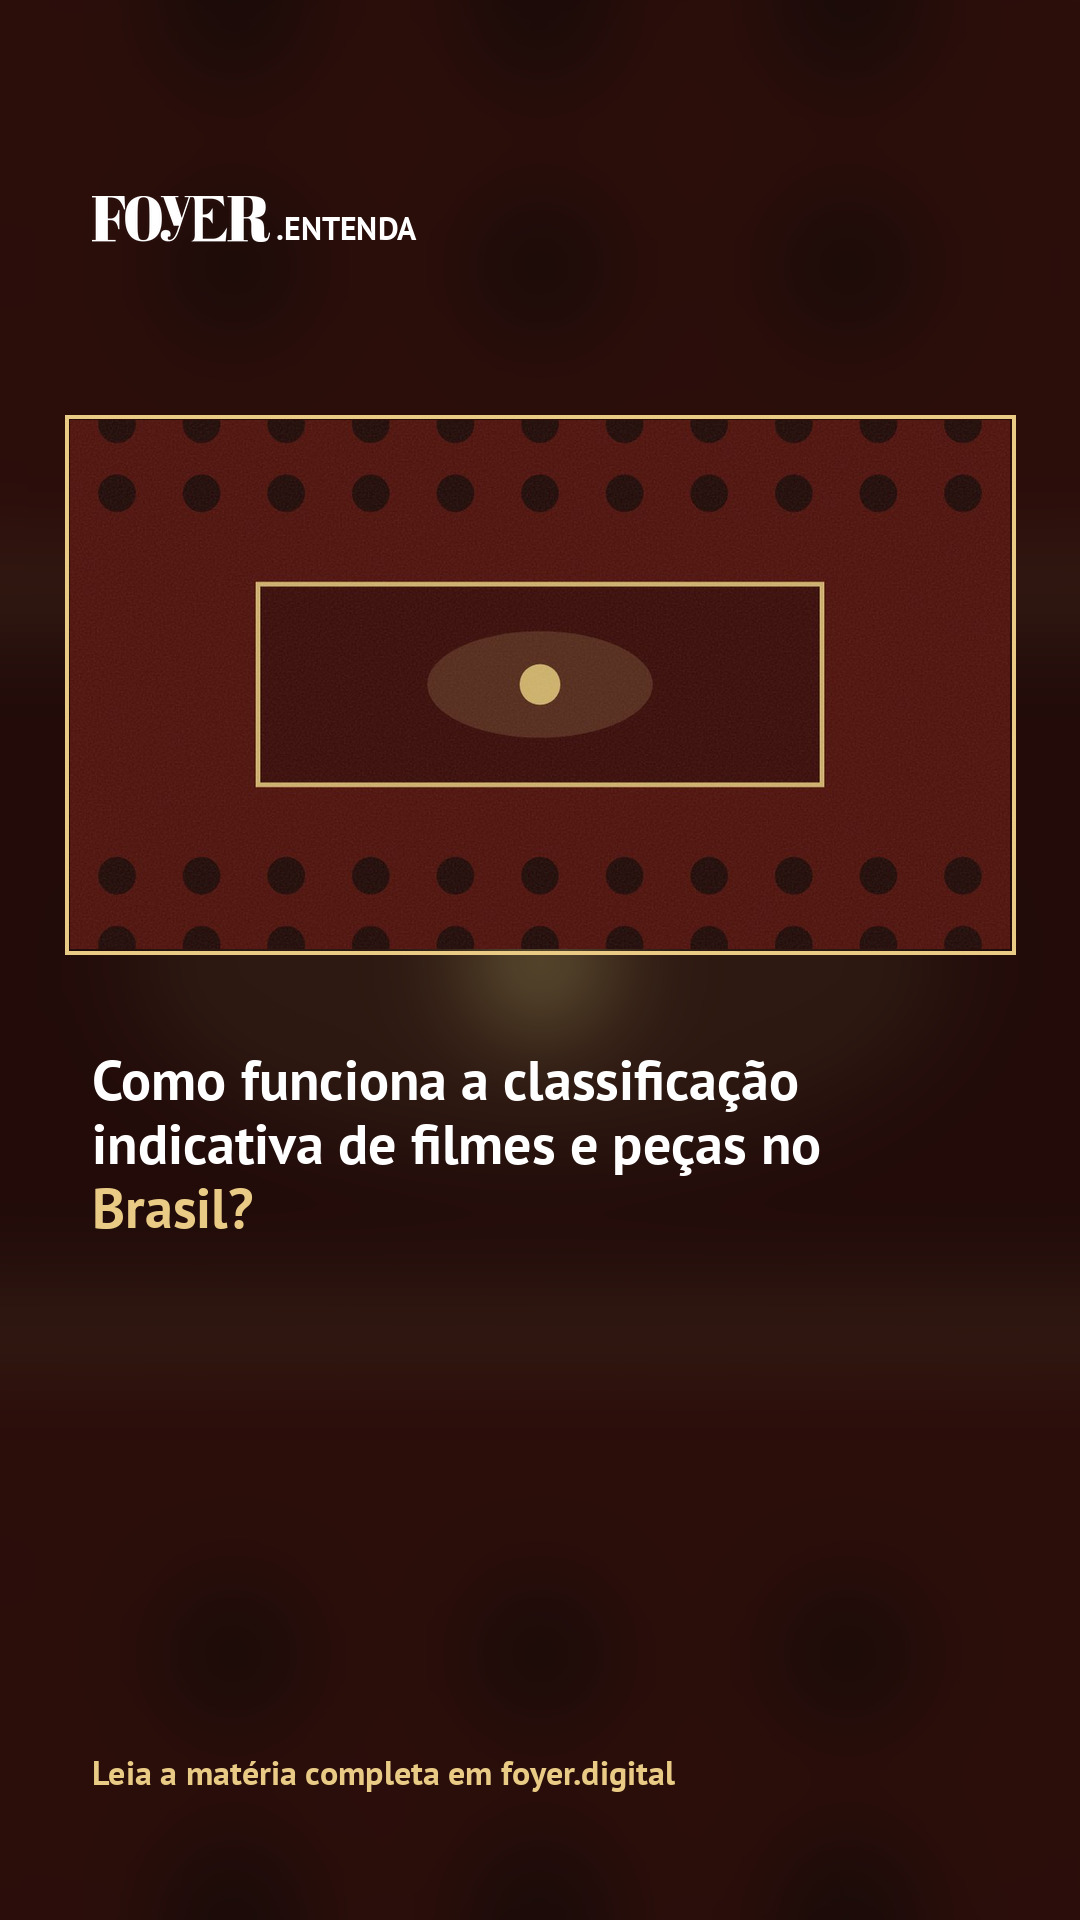 FOYER .ENTENDA
Como funciona a classificação
indicativa de filmes e peças no
Brasil?
Leia a matéria completa em foyer.digital